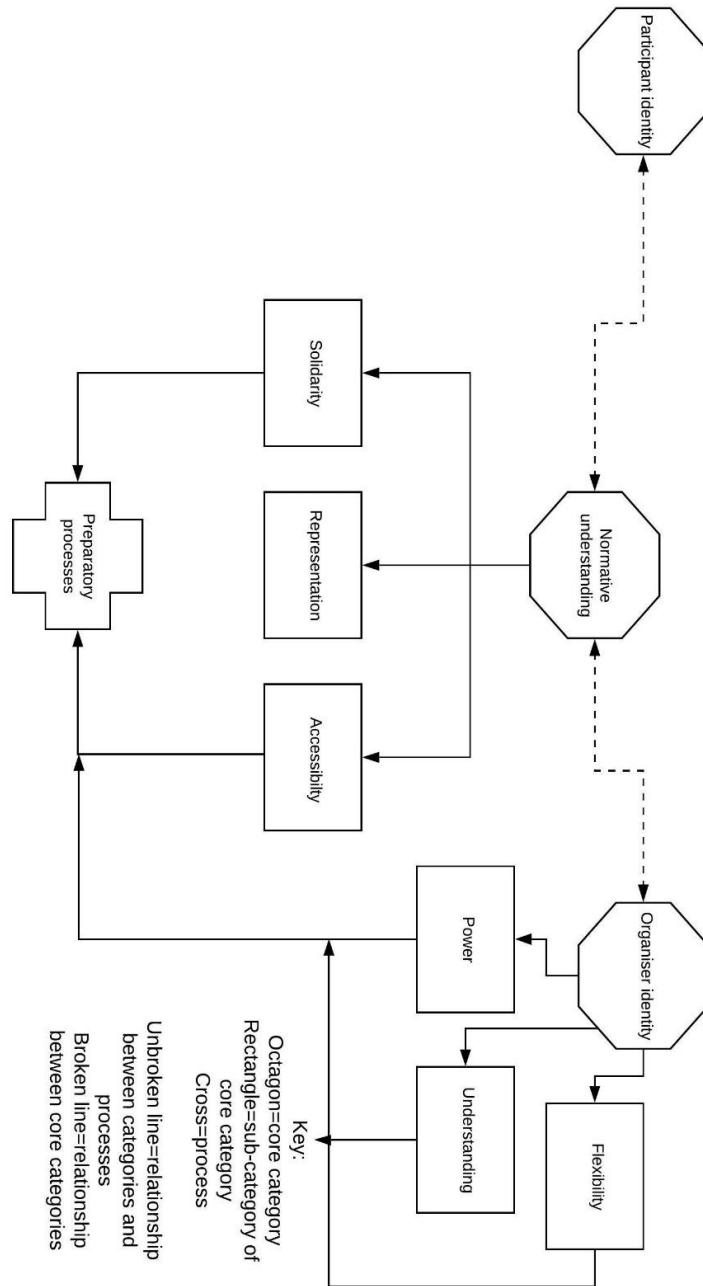 Participant identity
Normative
understanding
Organiser identity
Solidarity
Representation
Accessibilty
Power
Understanding
Flexibility
Preparatory
processes
Key:
Octagon=core category
Rectangle=sub-category of
core category
Cross=process
Unbroken line=relationship
between categories and
processes
Broken line=relationship
between core categories